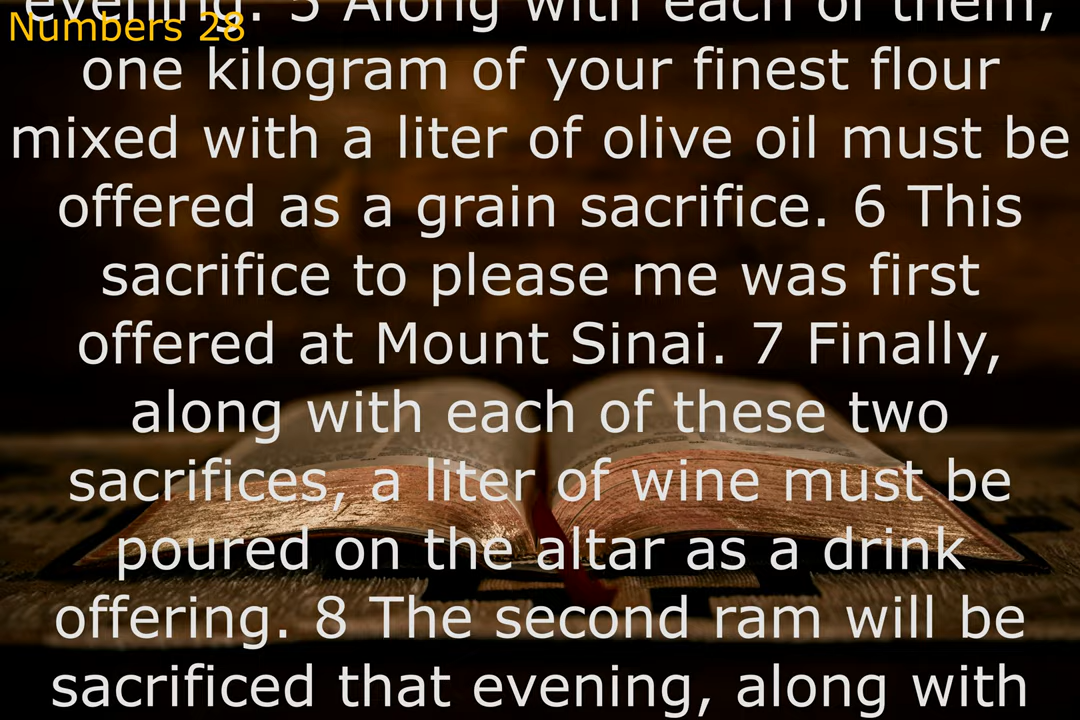 evening. 5 Along with each of them,
Numbers 28
one kilogram of your finest flour
mixed with a liter of olive oil must be
offered as a grain sacrifice. 6 This
sacrifice to please me was first
offered at Mount Sinai. 7 Finally,
along with each of these two
sacrifices, a liter of wine must be
poured on the altar as a drink
offering. 8 The second ram will be
sacrificed that evening, along with